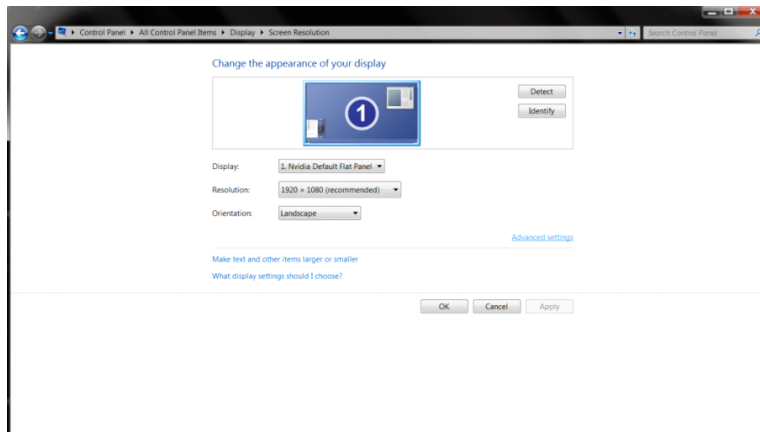 Control Panel ▸ All Control Panel Items ▸ Display ▸ Screen Resolution
Search Control Panel
Change the appearance of your display
1
Detect
Identify
Display: 1. Nvidia Default Flat Panel
Resolution: 1920 × 1080 (recommended)
Orientation: Landscape
Advanced settings
Make text and other items larger or smaller
What display settings should I choose?
OK Cancel Apply